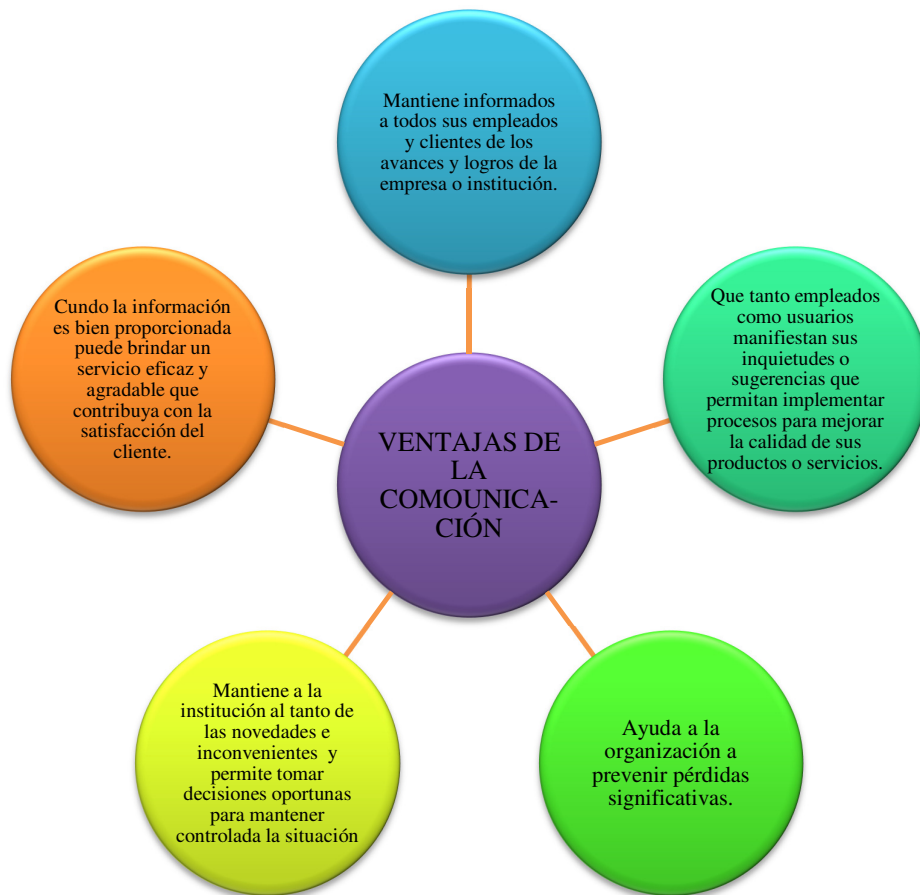 Mantiene informados
a todos sus empleados
y clientes de los
avances y logros de la
empresa o institución.
Que tanto empleados
como usuarios
manifiestan sus
inquietudes o
sugerencias que
permitan implementar
procesos para mejorar
la calidad de sus
productos o servicios.
Ayuda a la
organización a
prevenir pérdidas
significativas.
Mantiene a la
institución al tanto de
las novedades e
inconvenientes y
permite tomar
decisiones oportunas
para mantener
controlada la situación
Cundo la información
es bien proporcionada
puede brindar un
servicio eficaz y
agradable que
contribuya con la
satisfacción del
cliente.
VENTAJAS DE
LA
COMOUNICA-
CIÓN